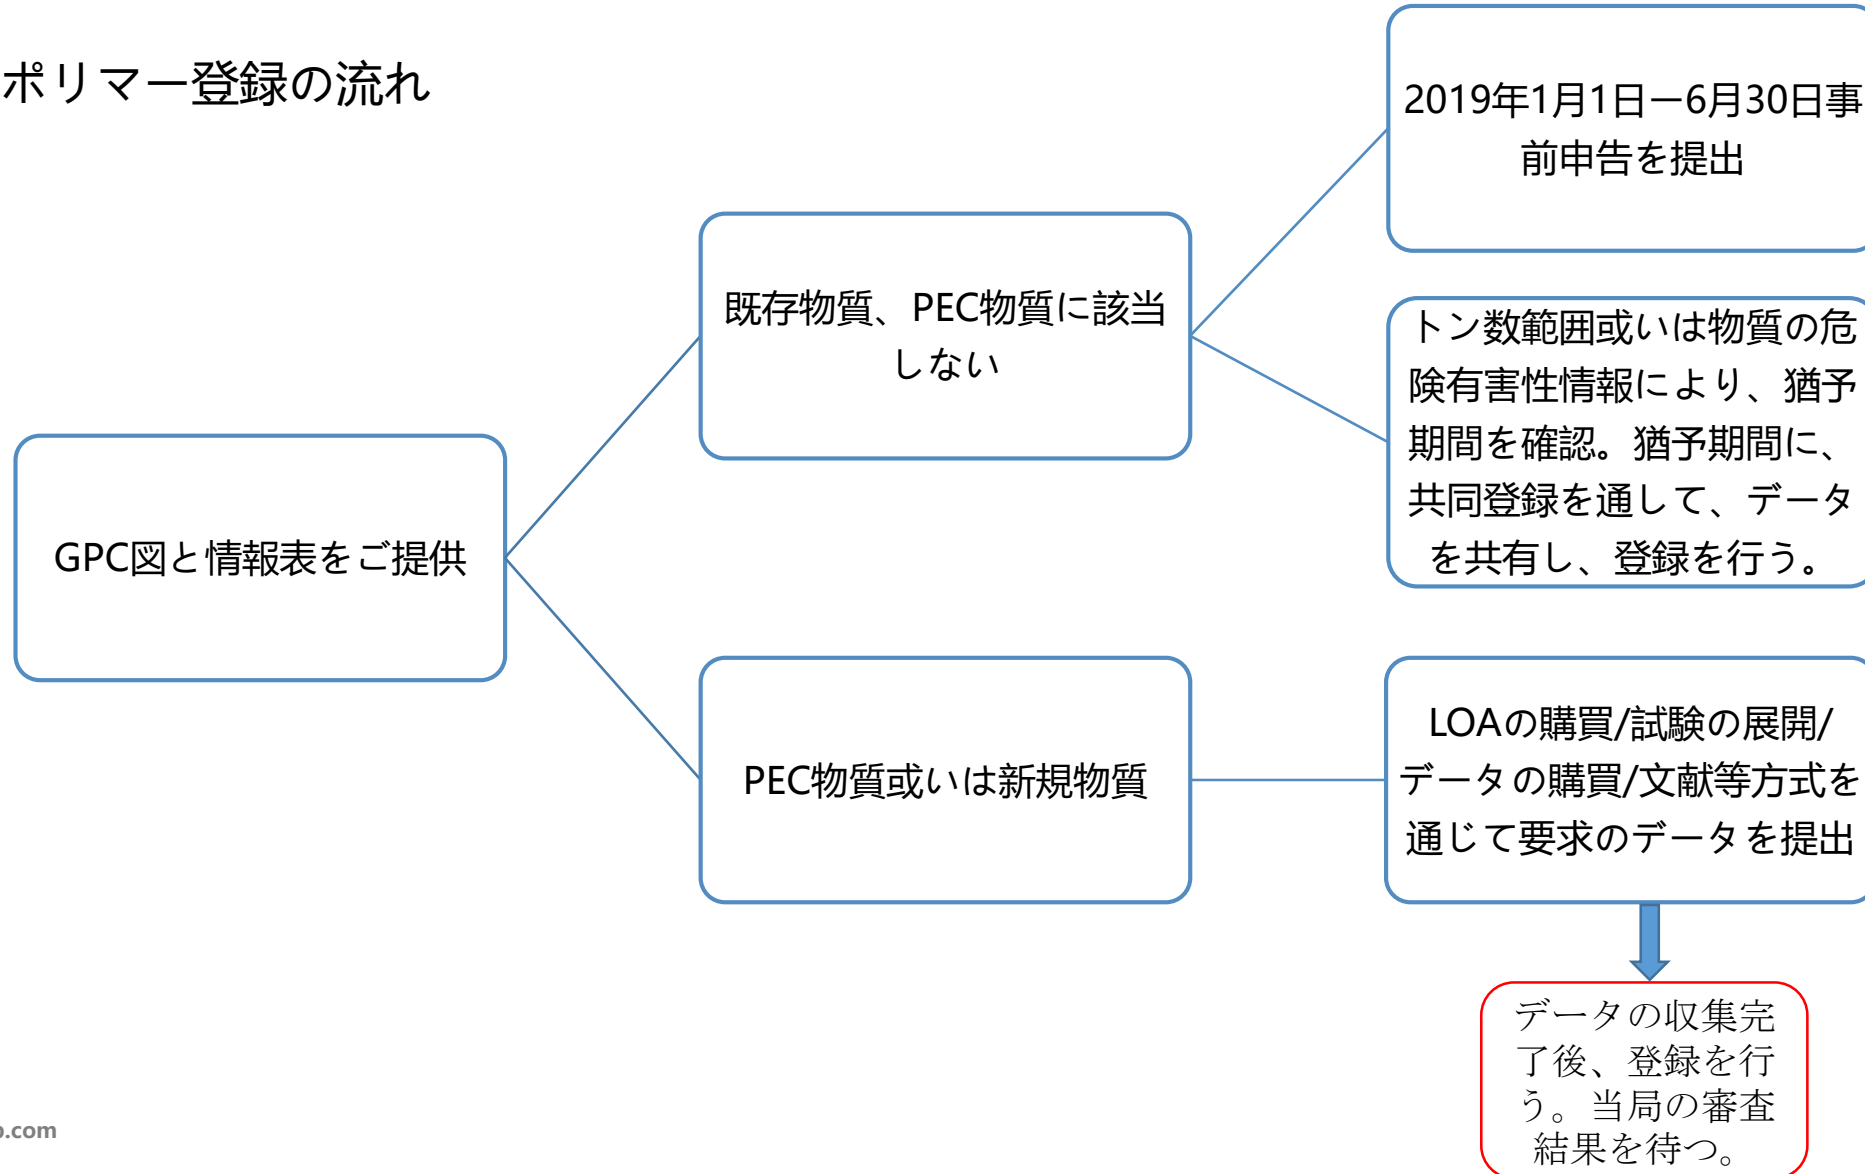 ポリマー登録の流れ
2019年1月1日ー6月30日事
前申告を提出
既存物質、PEC物質に該当
しない
トン数範囲或いは物質の危
険有害性情報により、猶予
期間を確認。猶予期間に、
共同登録を通して、データ
を共有し、登録を行う。
GPC図と情報表をご提供
PEC物質或いは新規物質
LOAの購買/試験の展開/
データの購買/文献等方式を
通じて要求のデータを提出
データの収集完
了後、登録を行
う。当局の審査
結果を待つ。
.com